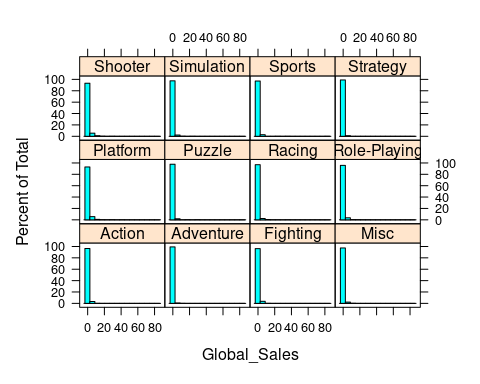 0 20 40 60 80 0 20 40 60 80
Shooter Simulation Sports Strategy
100
80
60
40
20
0
Platform Puzzle Racing Role-Playing
100
80
60
40
20
0
Action Adventure Fighting Misc
100
80
60
40
20
0
0 20 40 60 80 0 20 40 60 80
Percent of Total
Global_Sales